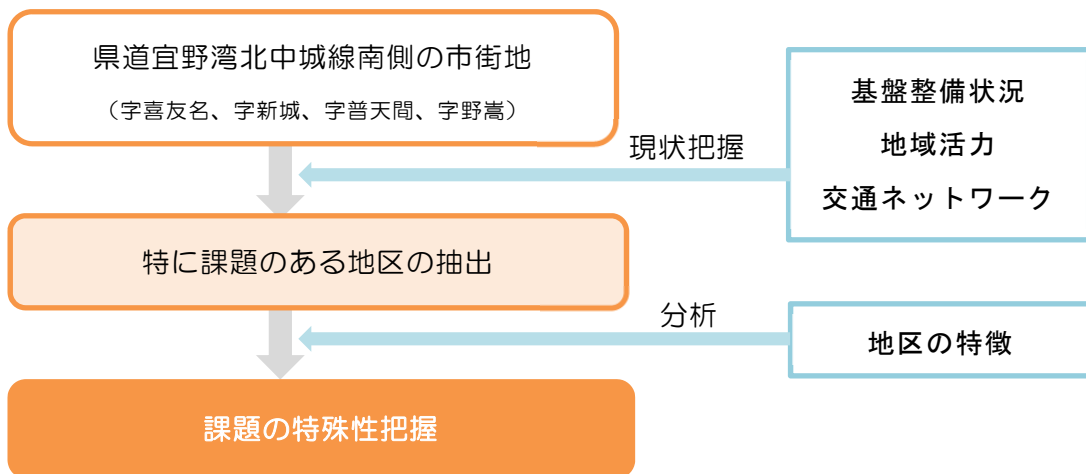 県道宜野湾北中城線南側の市街地
（字喜友名、字新城、字普天間、字野嵩）
基盤整備状況
地域活力
交通ネットワーク
現状把握
特に課題のある地区の抽出
分析
地区の特徴
課題の特殊性把握